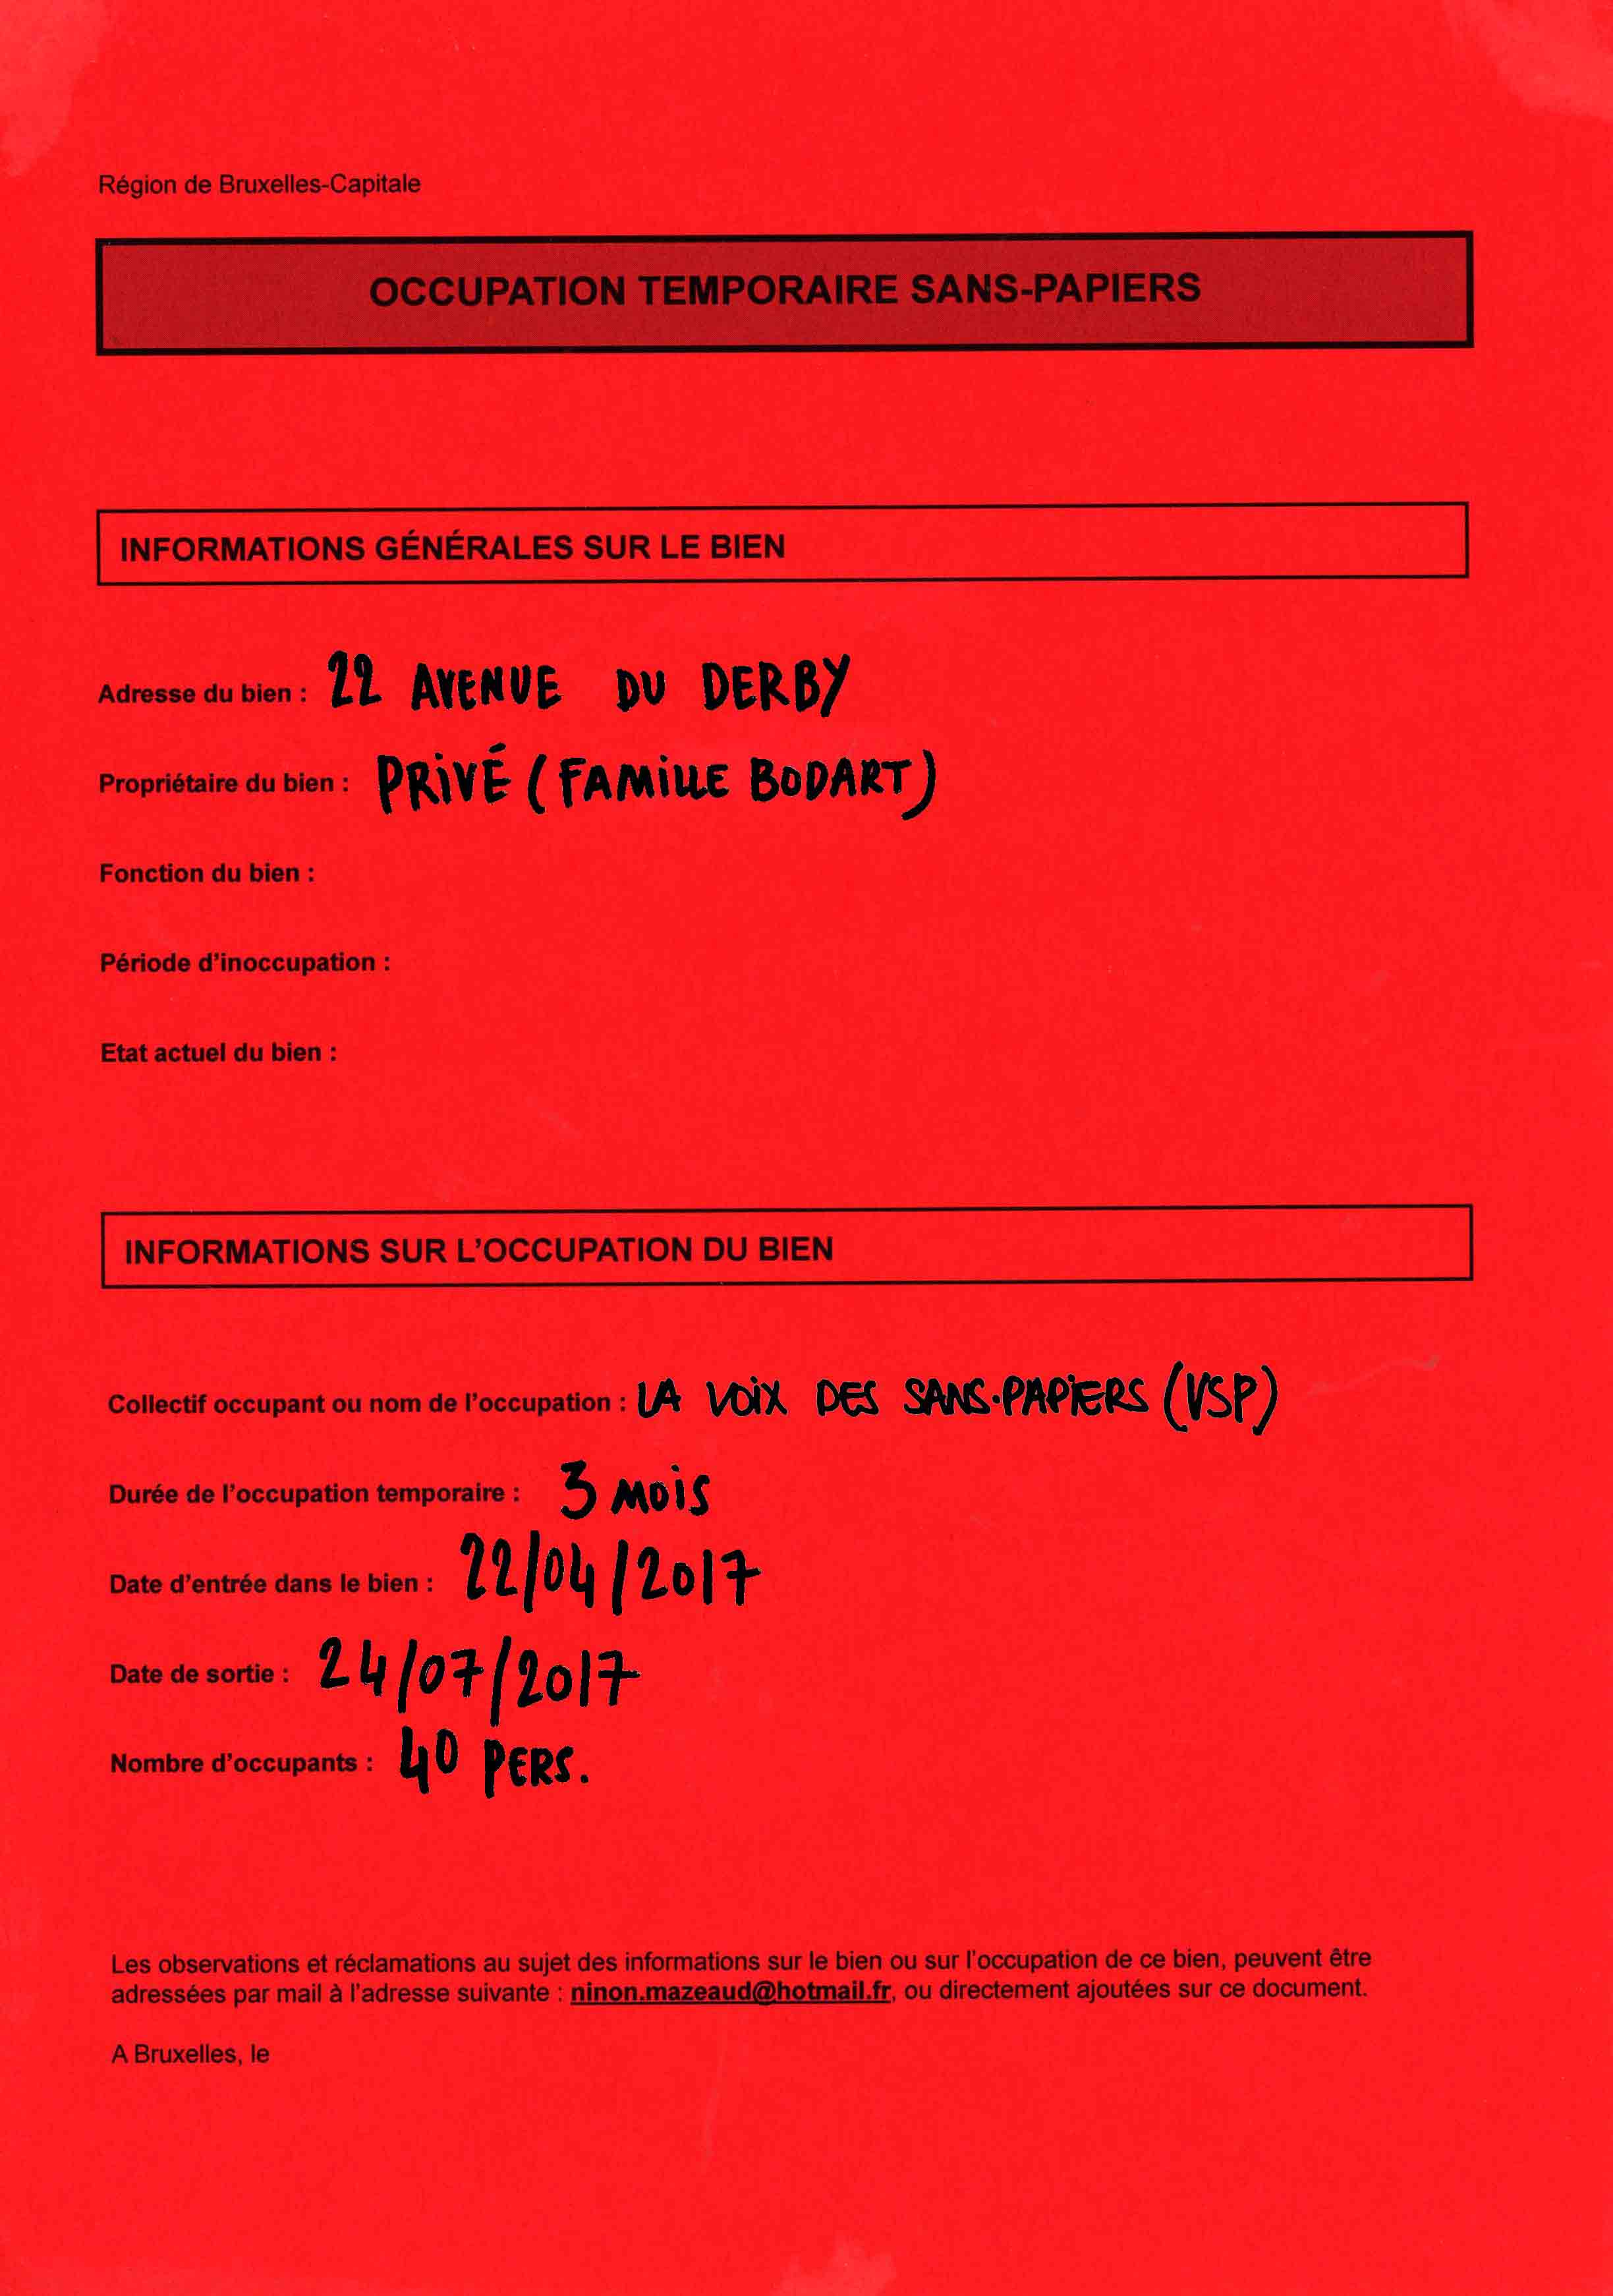 Région de Bruxelles-Capitale
OCCUPATION TEMPORAIRE SANS-PAPIERS
INFORMATIONS GÉNÉRALES SUR LE BIEN
Adresse du bien : 22 AVENUE DU DERBY
Propriétaire du bien : PRIVÉ (FAMILLE BODART)
Fonction du bien :
Période d'inoccupation :
Etat actuel du bien :
INFORMATIONS SUR L'OCCUPATION DU BIEN
Collectif occupant ou nom de l'occupation : LA VOIX DES SANS-PAPIERS (VSP)
Durée de l'occupation temporaire : 3 MOIS
Date d'entrée dans le bien : 22/04/2017
Date de sortie : 24/07/2017
Nombre d'occupants : 40 PERS.
Les observations et réclamations au sujet des informations sur le bien ou sur l'occupation de ce bien, peuvent être
adressées par mail à l'adresse suivante : ninon.mazeaud@hotmail.fr, ou directement ajoutées sur ce document.
A Bruxelles, le